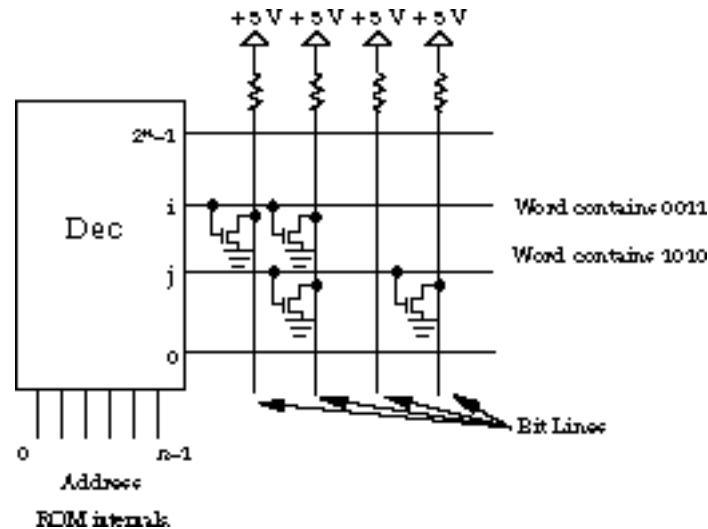 +5 V +5 V +5 V +5 V
2ⁿ-1
i
Word contains 0011
Dec
Word contains 1010
j
0
Bit Lines
0 n-1
Address
ROM internals